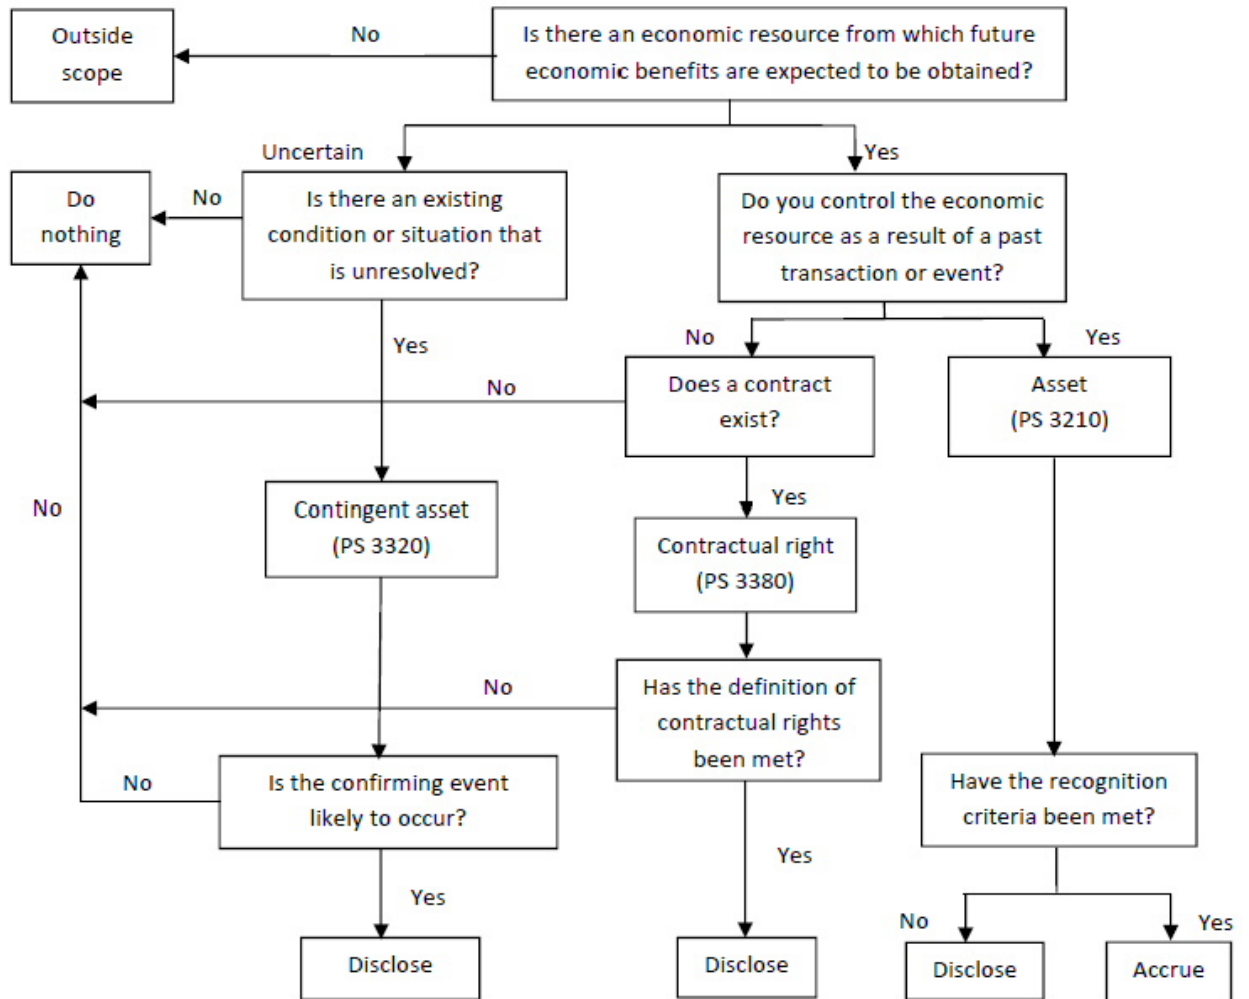 Outside
scope
No
Is there an economic resource from which future
economic benefits are expected to be obtained?
Uncertain
Yes
Do
nothing
No
Is there an existing
condition or situation that
is unresolved?
Do you control the economic
resource as a result of a past
transaction or event?
Yes
No
Yes
No
Does a contract
exist?
Asset
(PS 3210)
No
Contingent asset
(PS 3320)
Yes
Contractual right
(PS 3380)
No
Has the definition of
contractual rights
been met?
No
Is the confirming event
likely to occur?
Have the recognition
criteria been met?
Yes
Yes
No
Yes
Disclose
Disclose
Disclose
Accrue